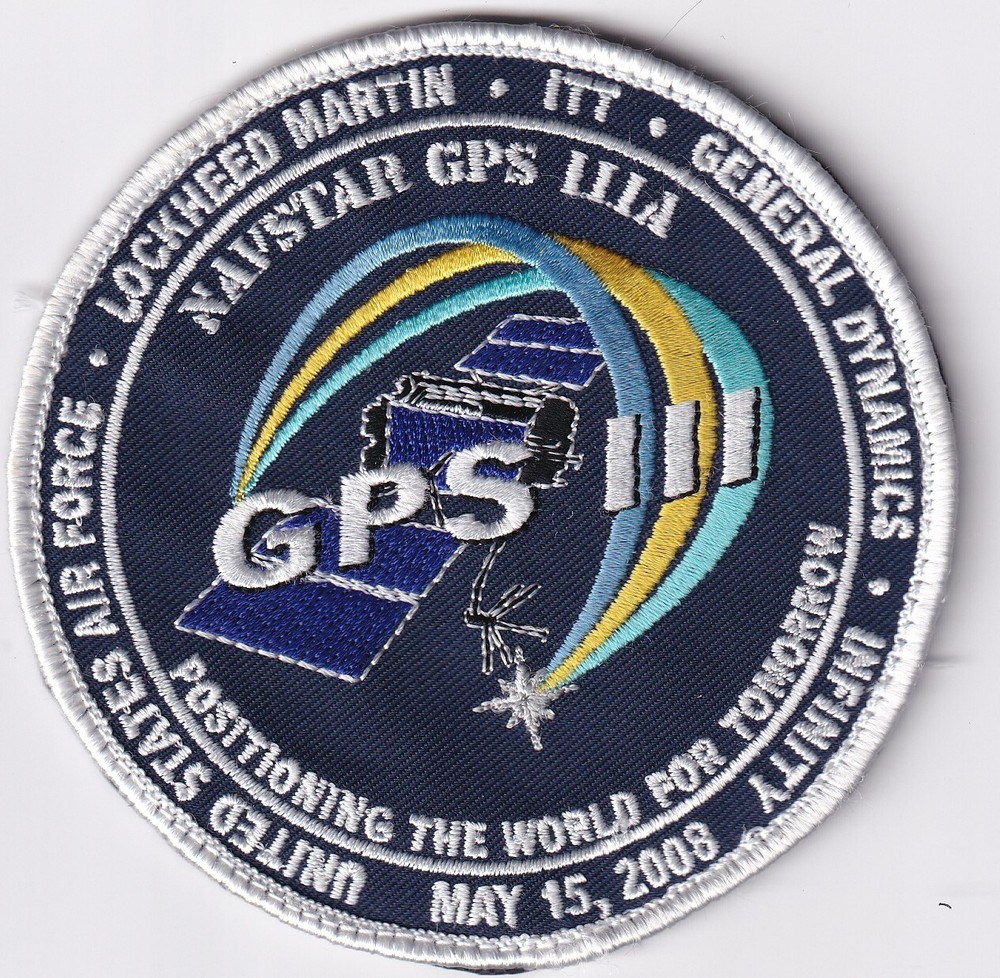 UNITED STATES AIR FORCE • LOCKHEED MARTIN • ITT • GENERAL DYNAMICS • INFINITY
NAVSTAR GPS IIIA
GPS III
POSITIONING THE WORLD FOR TOMORROW
MAY 15, 2008